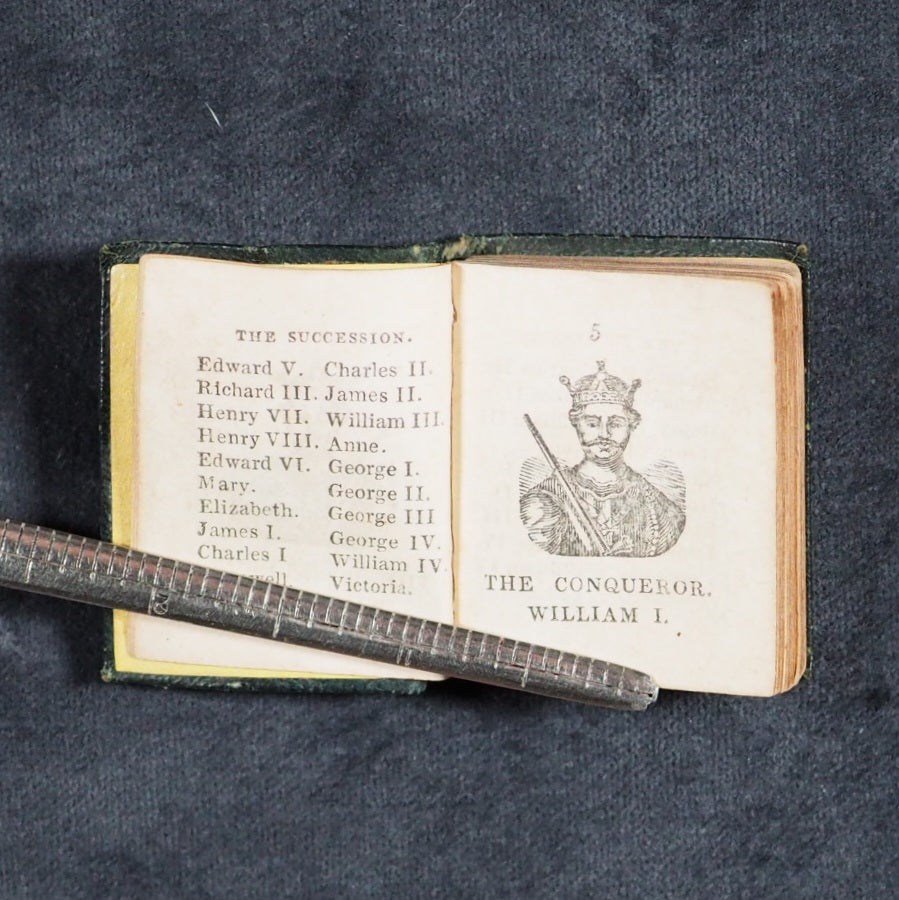 THE SUCCESSION.
Edward V.
Richard III.
Henry VII.
Henry VIII.
Edward VI.
Mary.
Elizabeth.
James I.
Charles I
Charles II.
James II.
William III.
Anne.
George I.
George II.
George III
George IV.
William IV.
Victoria.
5
THE CONQUEROR.
WILLIAM I.